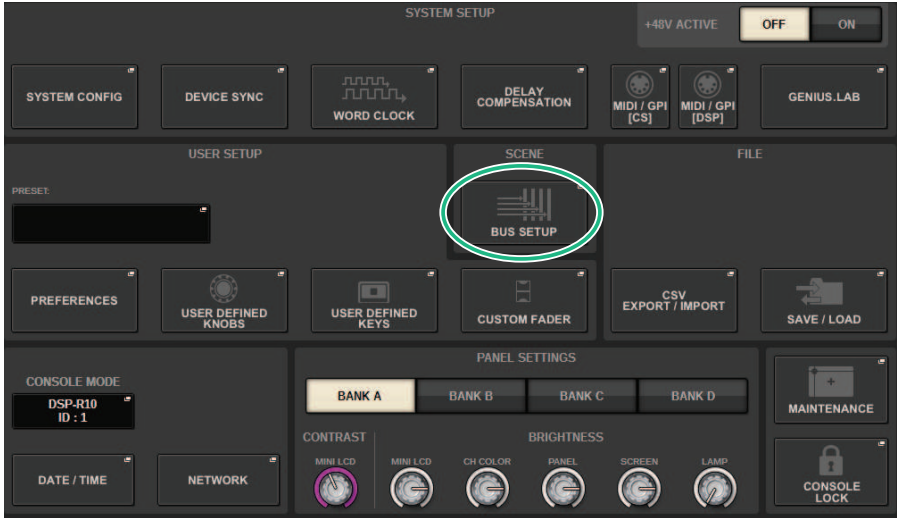 SYSTEM SETUP
+48V ACTIVE
OFF
ON
SYSTEM CONFIG
DEVICE SYNC
WORD CLOCK
DELAY
COMPENSATION
MIDI / GPI
[CS]
MIDI / GPI
[DSP]
GENIUS.LAB
USER SETUP
SCENE
FILE
PRESET:
BUS SETUP
PREFERENCES
USER DEFINED
KNOBS
USER DEFINED
KEYS
CUSTOM FADER
CSV
EXPORT / IMPORT
SAVE / LOAD
CONSOLE MODE
DSP-R10
ID : 1
DATE / TIME
NETWORK
PANEL SETTINGS
BANK A
BANK B
BANK C
BANK D
CONTRAST
BRIGHTNESS
MINI LCD
MINI LCD
CH COLOR
PANEL
SCREEN
LAMP
MAINTENANCE
CONSOLE
LOCK